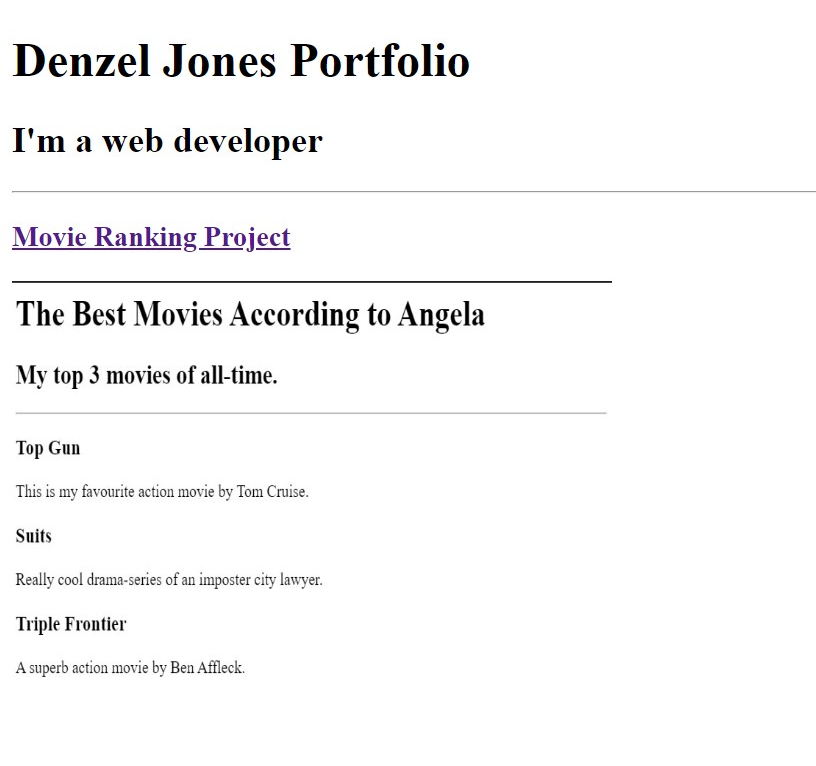 Denzel Jones Portfolio
I'm a web developer
Movie Ranking Project
The Best Movies According to Angela
My top 3 movies of all-time.
Top Gun
This is my favourite action movie by Tom Cruise.
Suits
Really cool drama-series of an imposter city lawyer.
Triple Frontier
A superb action movie by Ben Affleck.